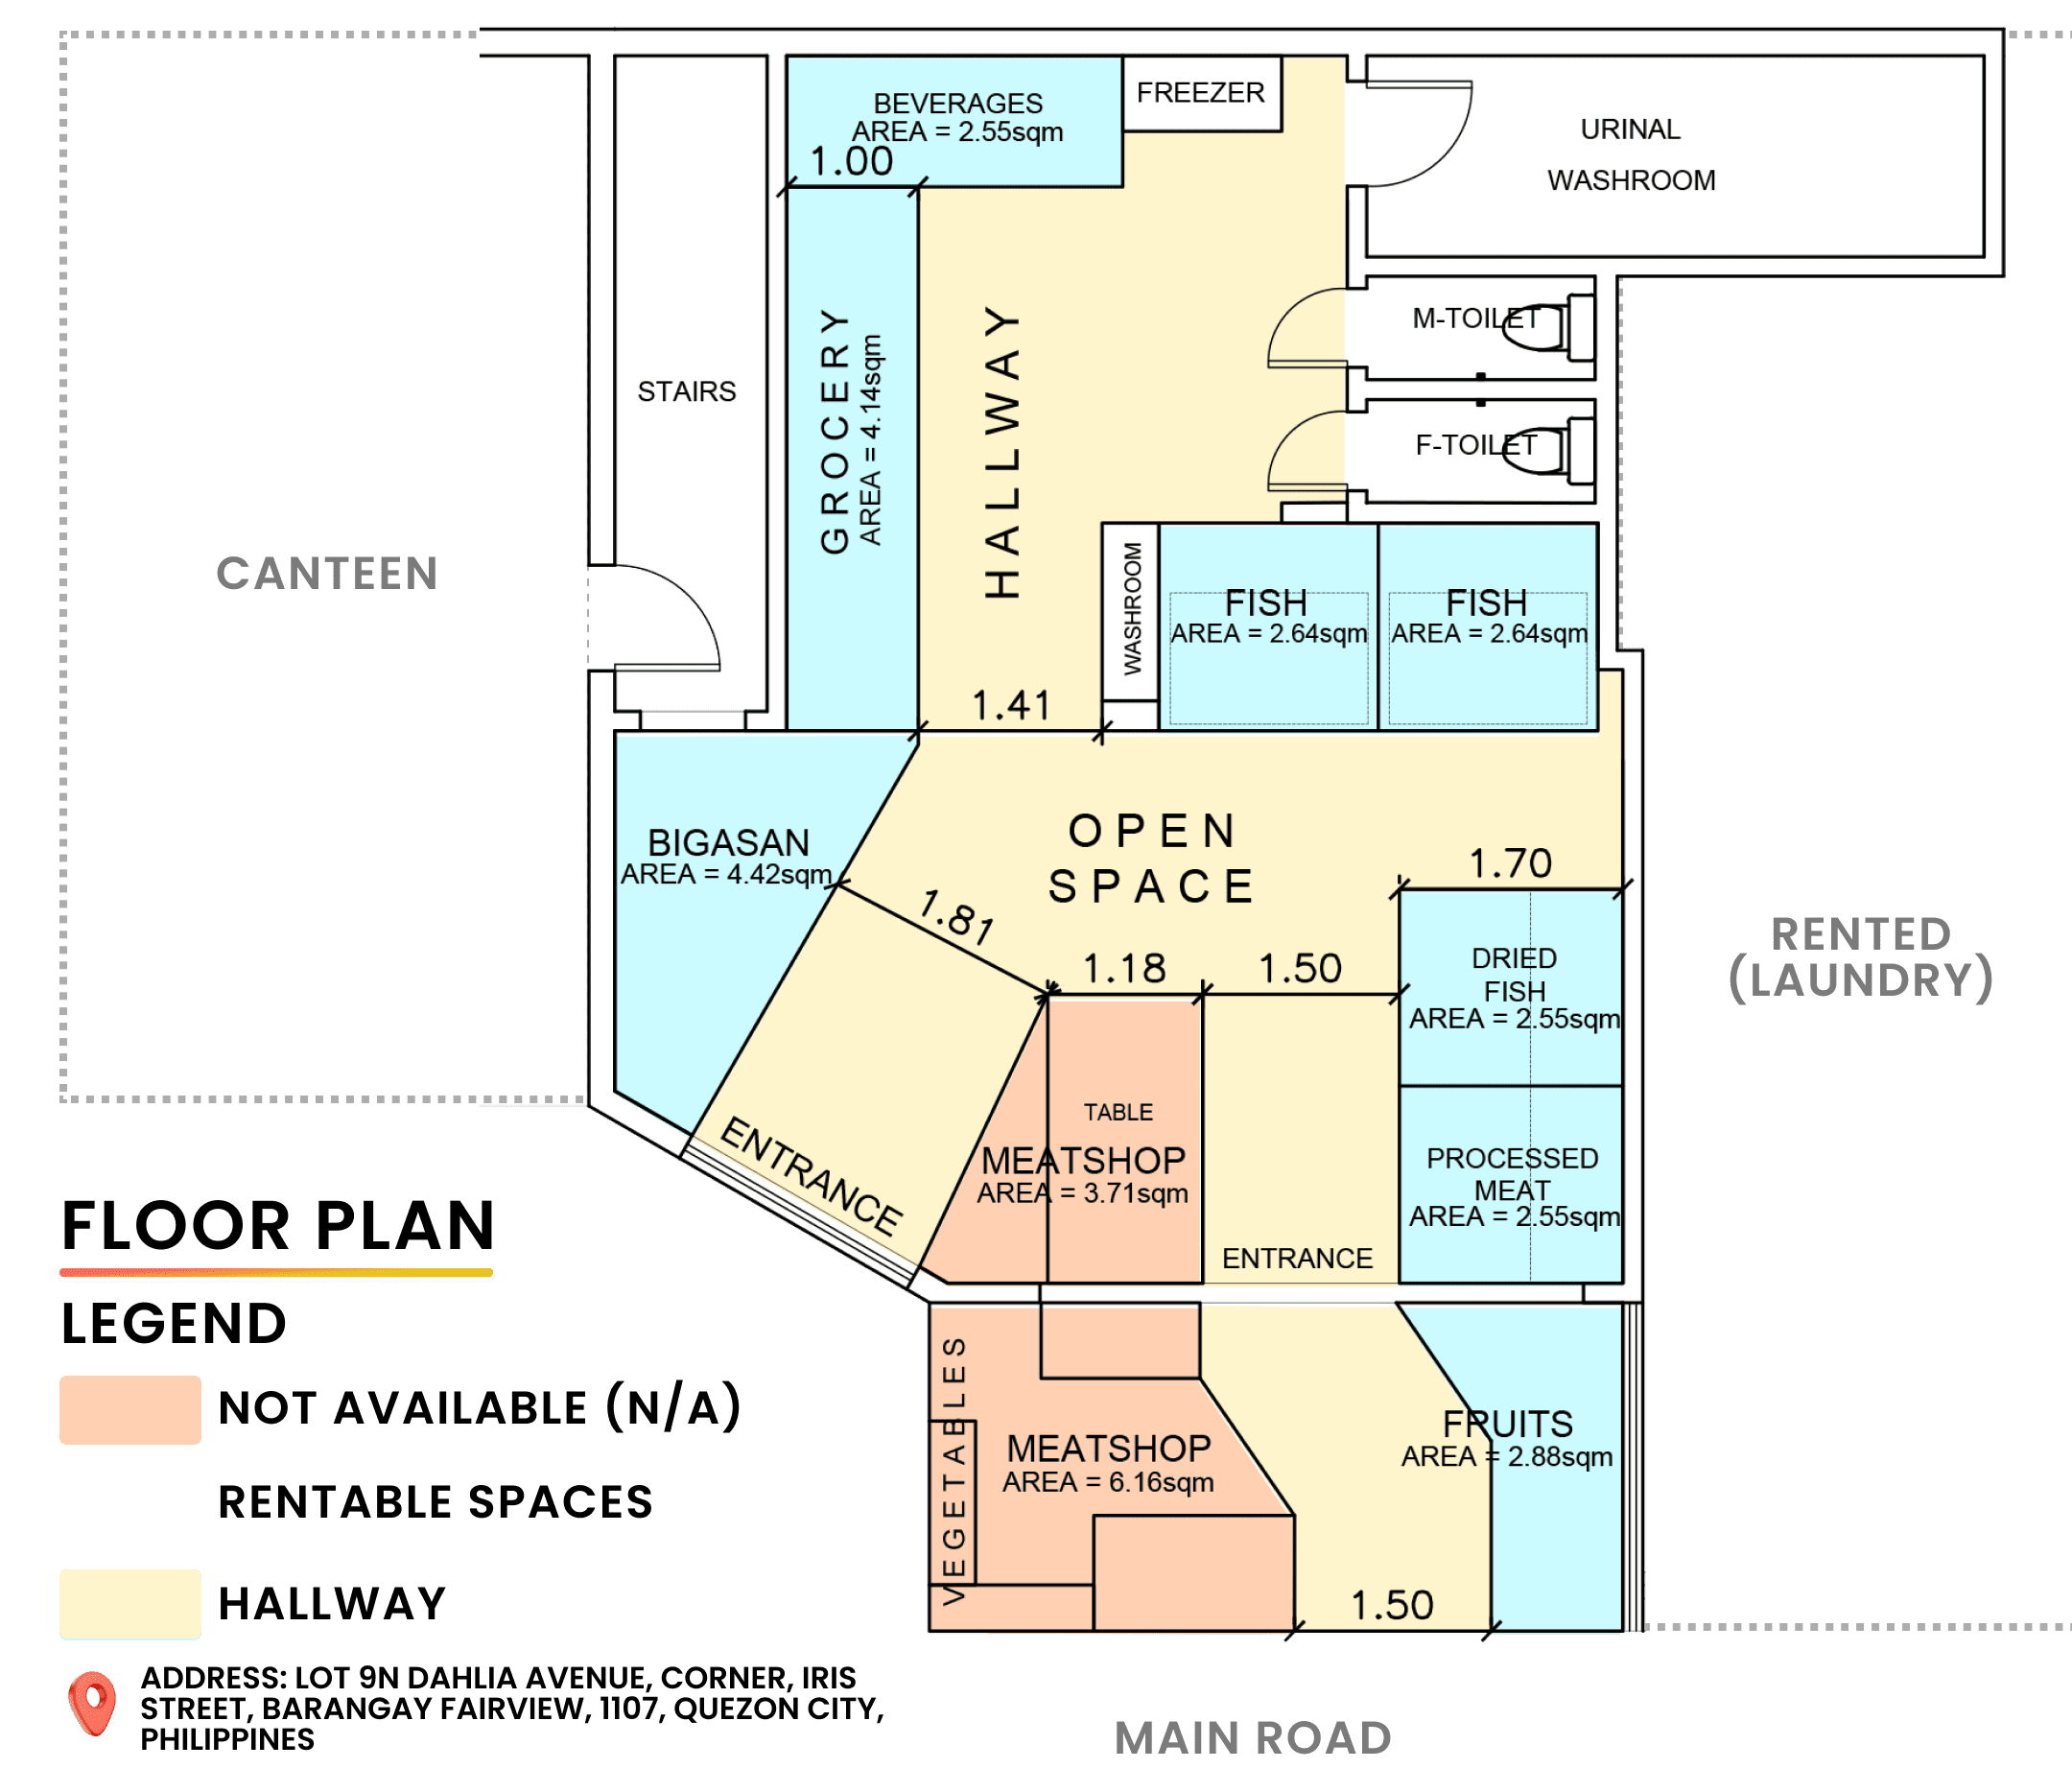 BEVERAGES
AREA = 2.55sqm
1.00
FREEZER
URINAL
WASHROOM
M-TOILET
F-TOILET
STAIRS
GROCERY
AREA = 4.14sqm
HALLWAY
CANTEEN
WASHROOM
FISH
AREA = 2.64sqm
FISH
AREA = 2.64sqm
1.41
BIGASAN
AREA = 4.42sqm
OPEN
SPACE
1.81
1.18
1.50
1.70
DRIED
FISH
AREA = 2.55sqm
RENTED
(LAUNDRY)
TABLE
MEATSHOP
AREA = 3.71sqm
PROCESSED
MEAT
AREA = 2.55sqm
ENTRANCE
ENTRANCE
VEGETABLES
MEATSHOP
AREA = 6.16sqm
FRUITS
AREA = 2.88sqm
1.50
FLOOR PLAN
LEGEND
NOT AVAILABLE (N/A)
RENTABLE SPACES
HALLWAY
ADDRESS: LOT 9N DAHLIA AVENUE, CORNER, IRIS
STREET, BARANGAY FAIRVIEW, 1107, QUEZON CITY,
PHILIPPINES
MAIN ROAD